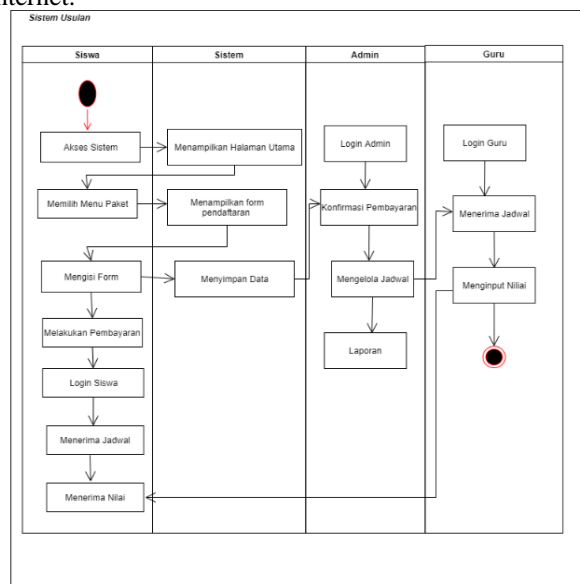 nternet.
Sistem Usulan
Siswa
Sistem
Admin
Guru
Akses Sistem
Menampilkan Halaman Utama
Login Admin
Login Guru
Memilih Menu Paket
Menampilkan form
pendaftaran
Konfirmasi Pembayaran
Menerima Jadwal
Mengisi Form
Menyimpan Data
Mengelola Jadwal
Menginput Niliai
Melakukan Pembayaran
Laporan
Login Siswa
Menerima Jadwal
Menerima Nilai